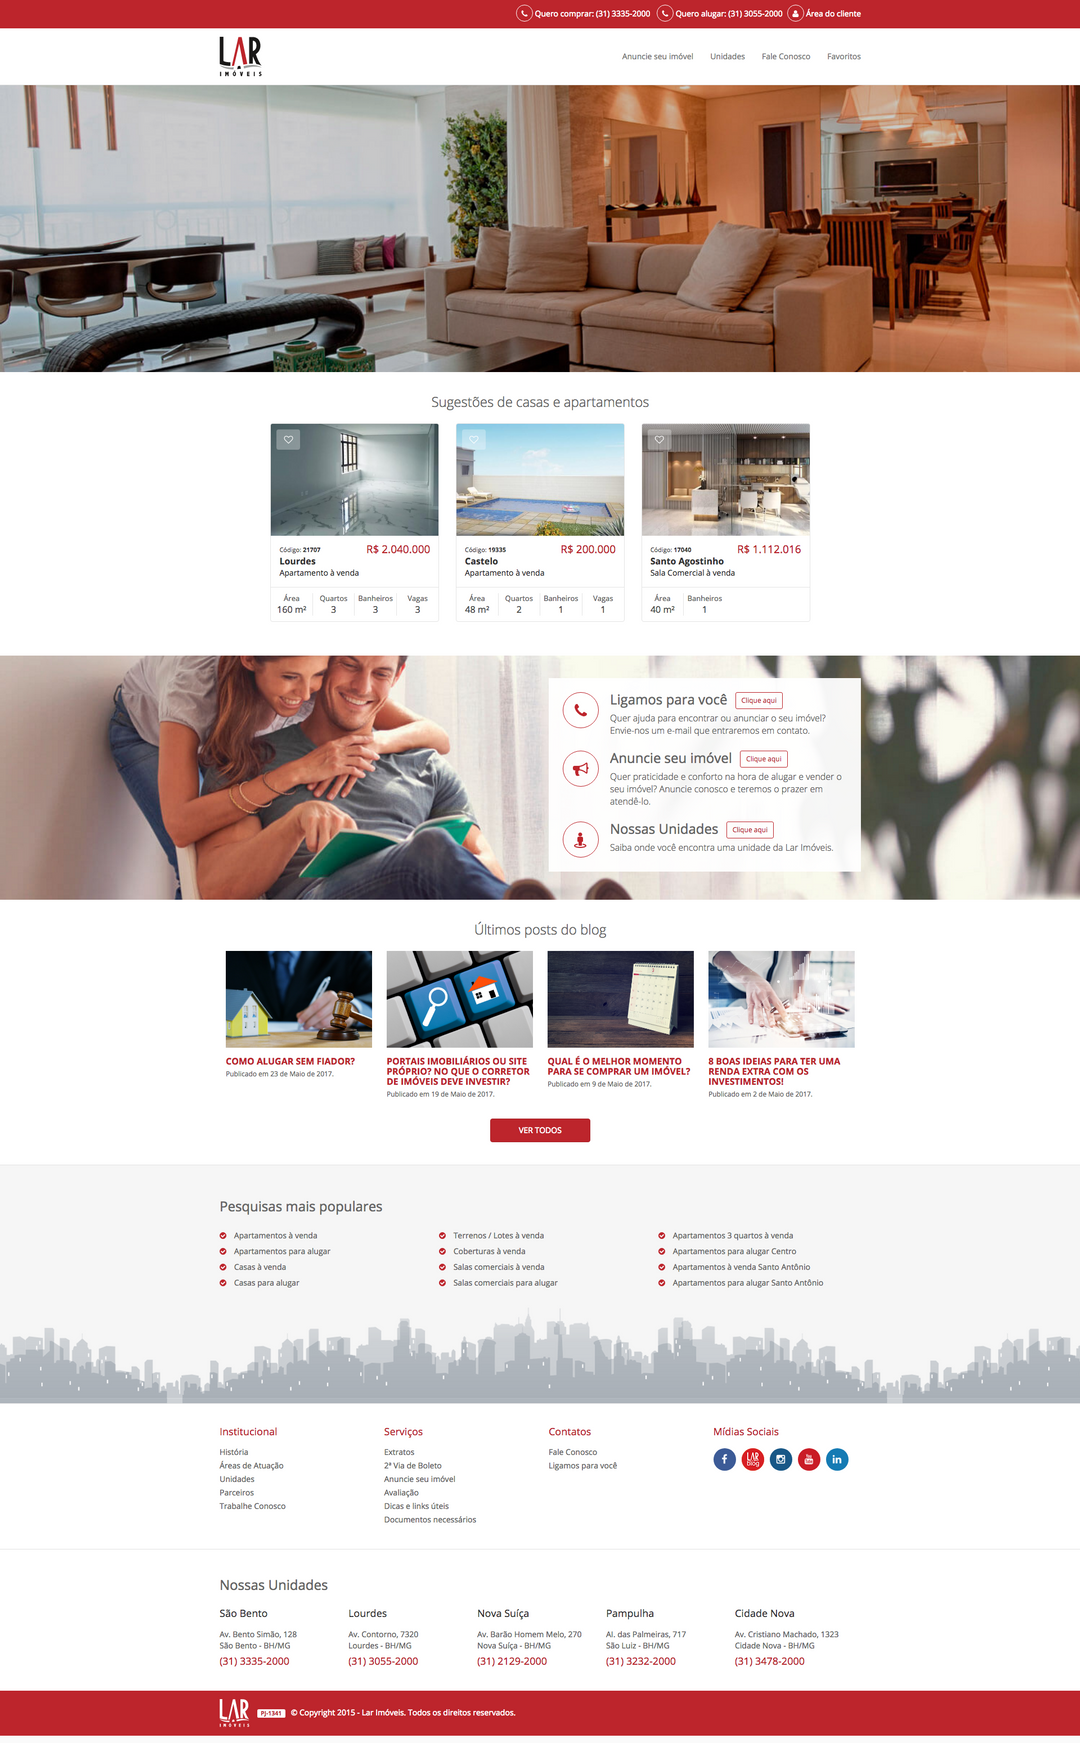 Quero comprar: (31) 3335-2000 Quero alugar: (31) 3055-2000 Área do cliente
LAR
IMÓVEIS
Anuncie seu imóvel Unidades Fale Conosco Favoritos
Sugestões de casas e apartamentos
Código: 21707 R$ 2.040.000
Lourdes
Apartamento à venda
Área Quartos Banheiros Vagas
160 m² 3 3 3
Código: 19335 R$ 200.000
Castelo
Apartamento à venda
Área Quartos Banheiros Vagas
48 m² 2 1 1
Código: 17040 R$ 1.112.016
Santo Agostinho
Sala Comercial à venda
Área Banheiros
40 m² 1
Ligamos para você Clique aqui
Quer ajuda para encontrar ou anunciar o seu imóvel?
Envie-nos um e-mail que entraremos em contato.
Anuncie seu imóvel Clique aqui
Quer praticidade e conforto na hora de alugar e vender o
seu imóvel? Anuncie conosco e teremos o prazer em
atendê-lo.
Nossas Unidades Clique aqui
Saiba onde você encontra uma unidade da Lar Imóveis.
Últimos posts do blog
COMO ALUGAR SEM FIADOR?
Publicado em 23 de Maio de 2017.
PORTAIS IMOBILIÁRIOS OU SITE
PRÓPRIO? NO QUE O CORRETOR
DE IMÓVEIS DEVE INVESTIR?
Publicado em 19 de Maio de 2017.
QUAL É O MELHOR MOMENTO
PARA SE COMPRAR UM IMÓVEL?
Publicado em 9 de Maio de 2017.
8 BOAS IDEIAS PARA TER UMA
RENDA EXTRA COM OS
INVESTIMENTOS!
Publicado em 2 de Maio de 2017.
VER TODOS
Pesquisas mais populares
Apartamentos à venda
Apartamentos para alugar
Casas à venda
Casas para alugar
Terrenos / Lotes à venda
Coberturas à venda
Salas comerciais à venda
Salas comerciais para alugar
Apartamentos 3 quartos à venda
Apartamentos para alugar Centro
Apartamentos à venda Santo Antônio
Apartamentos para alugar Santo Antônio
Institucional
História
Áreas de Atuação
Unidades
Parceiros
Trabalhe Conosco
Serviços
Extratos
2ª Via de Boleto
Anuncie seu imóvel
Avaliação
Dicas e links úteis
Documentos necessários
Contatos
Fale Conosco
Ligamos para você
Mídias Sociais
LAR
blog
You
in
Nossas Unidades
São Bento
Av. Bento Simão, 128
São Bento - BH/MG
(31) 3335-2000
Lourdes
Av. Contorno, 7320
Lourdes - BH/MG
(31) 3055-2000
Nova Suíça
Av. Barão Homem Melo, 270
Nova Suíça - BH/MG
(31) 2129-2000
Pampulha
Al. das Palmeiras, 717
São Luiz - BH/MG
(31) 3232-2000
Cidade Nova
Av. Cristiano Machado, 1323
Cidade Nova - BH/MG
(31) 3478-2000
LAR
IMÓVEIS
PJ-1341 © Copyright 2015 - Lar Imóveis. Todos os direitos reservados.